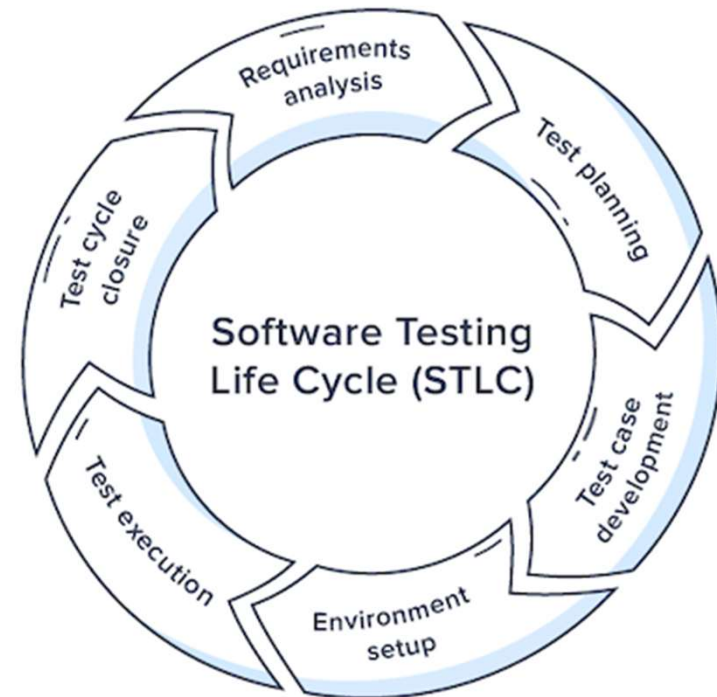 Requirements
analysis
Test planning
Test case
development
Environment
setup
Test execution
Test cycle
closure
Software Testing
Life Cycle (STLC)